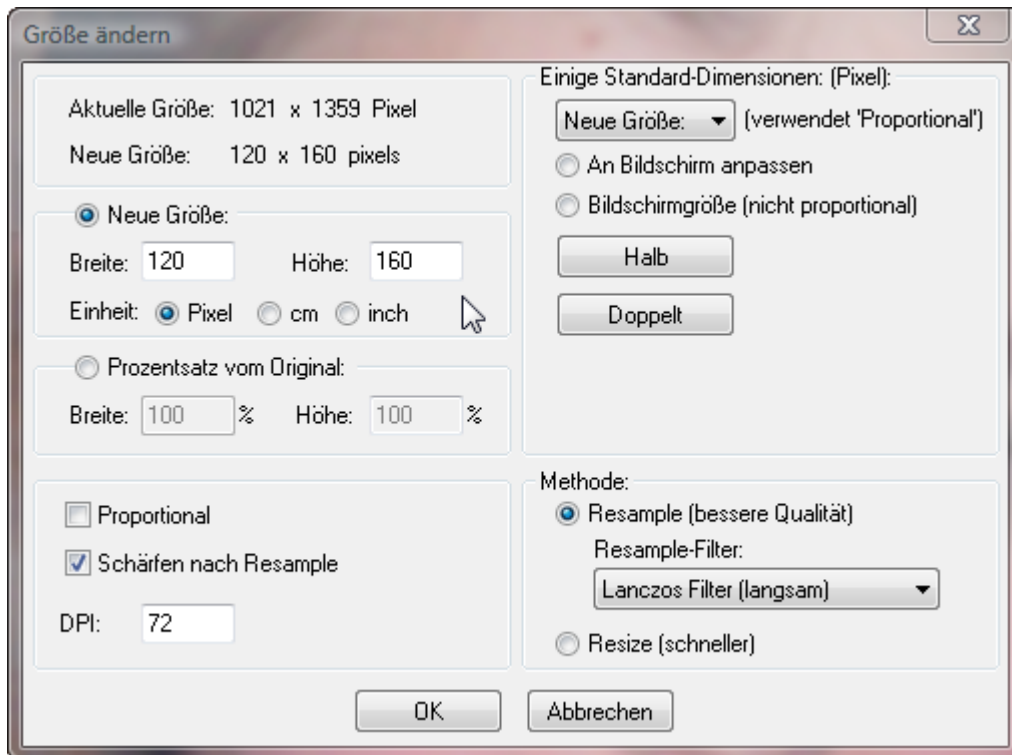 Größe ändern
Aktuelle Größe: 1021 x 1359 Pixel
Neue Größe: 120 x 160 pixels
Neue Größe:
Breite: 120 Höhe: 160
Einheit: Pixel cm inch
Prozentsatz vom Original:
Breite: 100 % Höhe: 100 %
Proportional
Schärfen nach Resample
DPI: 72
Einige Standard-Dimensionen: (Pixel):
Neue Größe: (verwendet 'Proportional')
An Bildschirm anpassen
Bildschirmgröße (nicht proportional)
Halb
Doppelt
Methode:
Resample (bessere Qualität)
Resample-Filter:
Lanczos Filter (langsam)
Resize (schneller)
OK Abbrechen